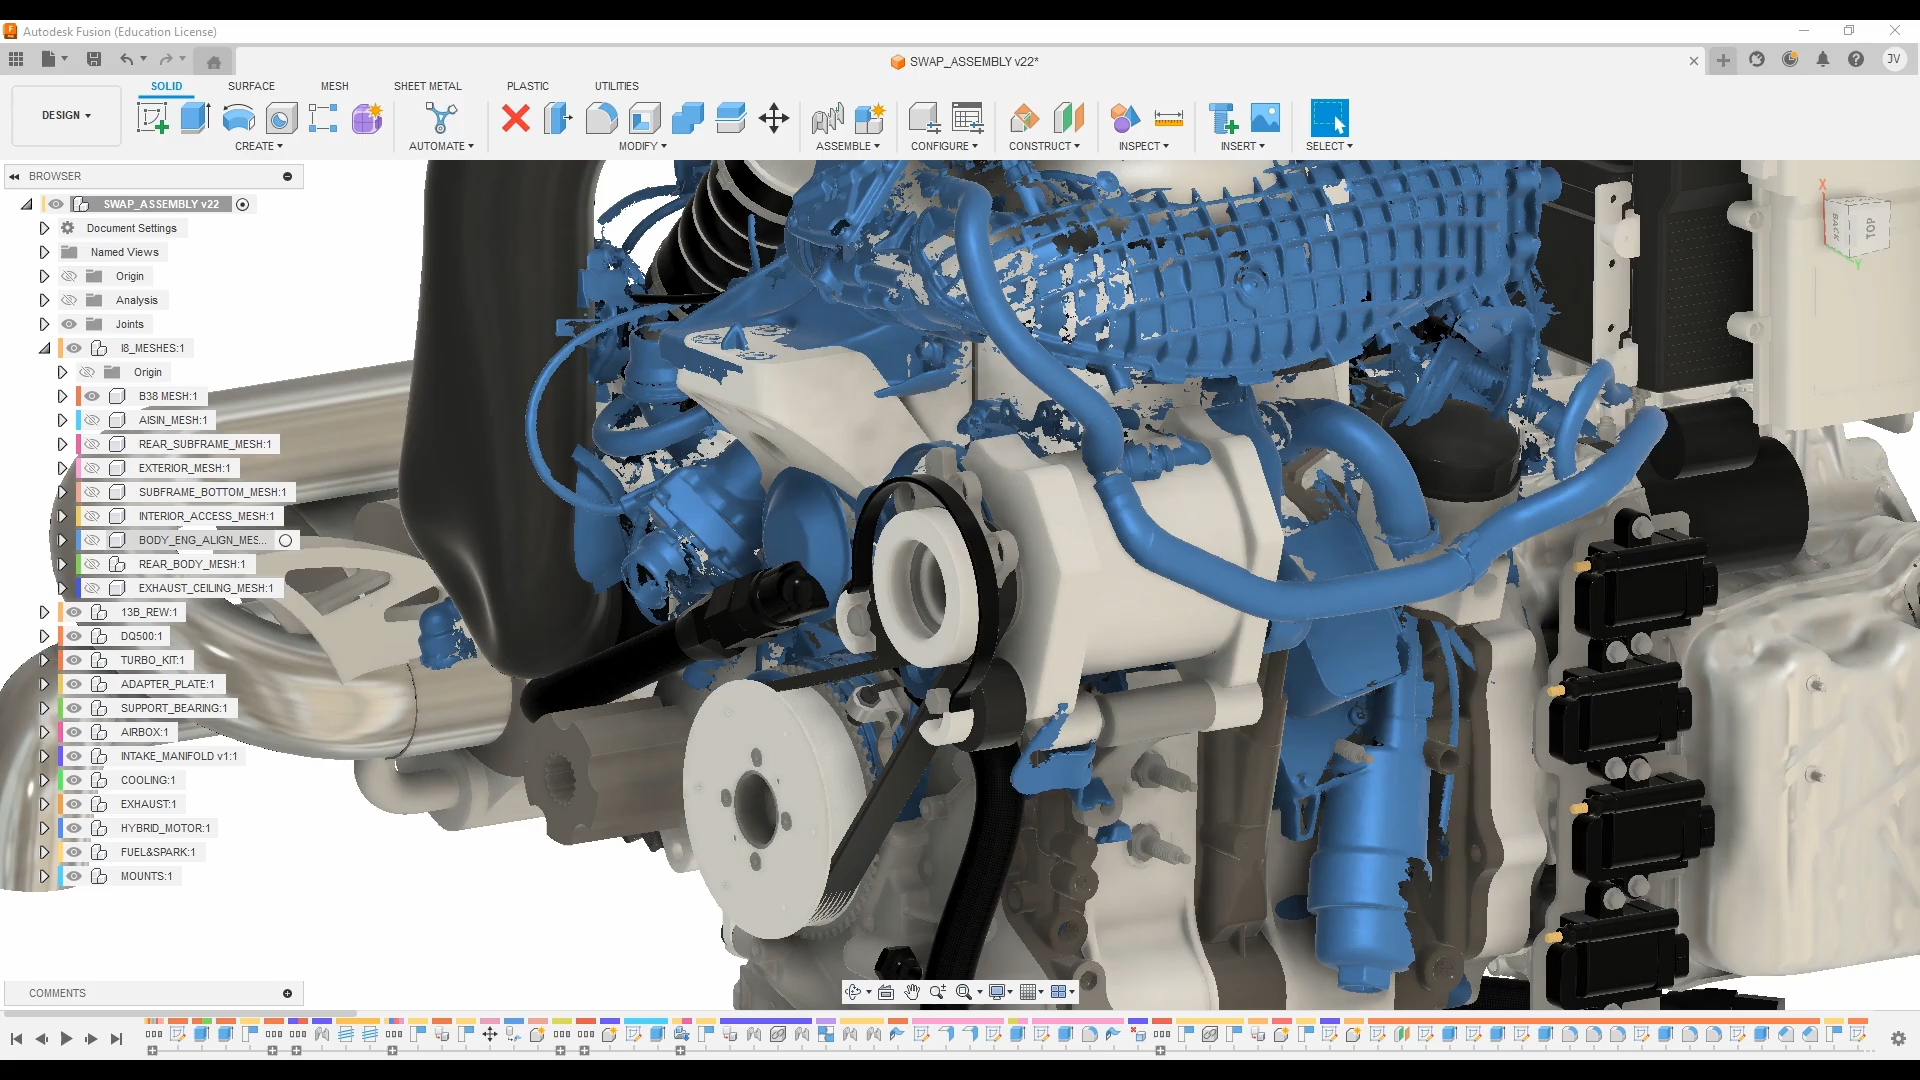 Autodesk Fusion (Education License)
SWAP_ASSEMBLY v22*
JV
DESIGN
SOLID SURFACE MESH SHEET METAL PLASTIC UTILITIES
CREATE AUTOMATE MODIFY ASSEMBLE CONFIGURE CONSTRUCT INSPECT INSERT SELECT
BROWSER
SWAP_ASSEMBLY v22
Document Settings
Named Views
Origin
Analysis
Joints
I8_MESHES:1
Origin
B38 MESH:1
AISIN_MESH:1
REAR_SUBFRAME_MESH:1
EXTERIOR_MESH:1
SUBFRAME_BOTTOM_MESH:1
INTERIOR_ACCESS_MESH:1
BODY_ENG_ALIGN_MES...
REAR_BODY_MESH:1
EXHAUST_CEILING_MESH:1
13B_REW:1
DQ500:1
TURBO_KIT:1
ADAPTER_PLATE:1
SUPPORT_BEARING:1
AIRBOX:1
INTAKE_MANIFOLD v1:1
COOLING:1
EXHAUST:1
HYBRID_MOTOR:1
FUEL&SPARK:1
MOUNTS:1
COMMENTS
X
BACK
TOP
Y